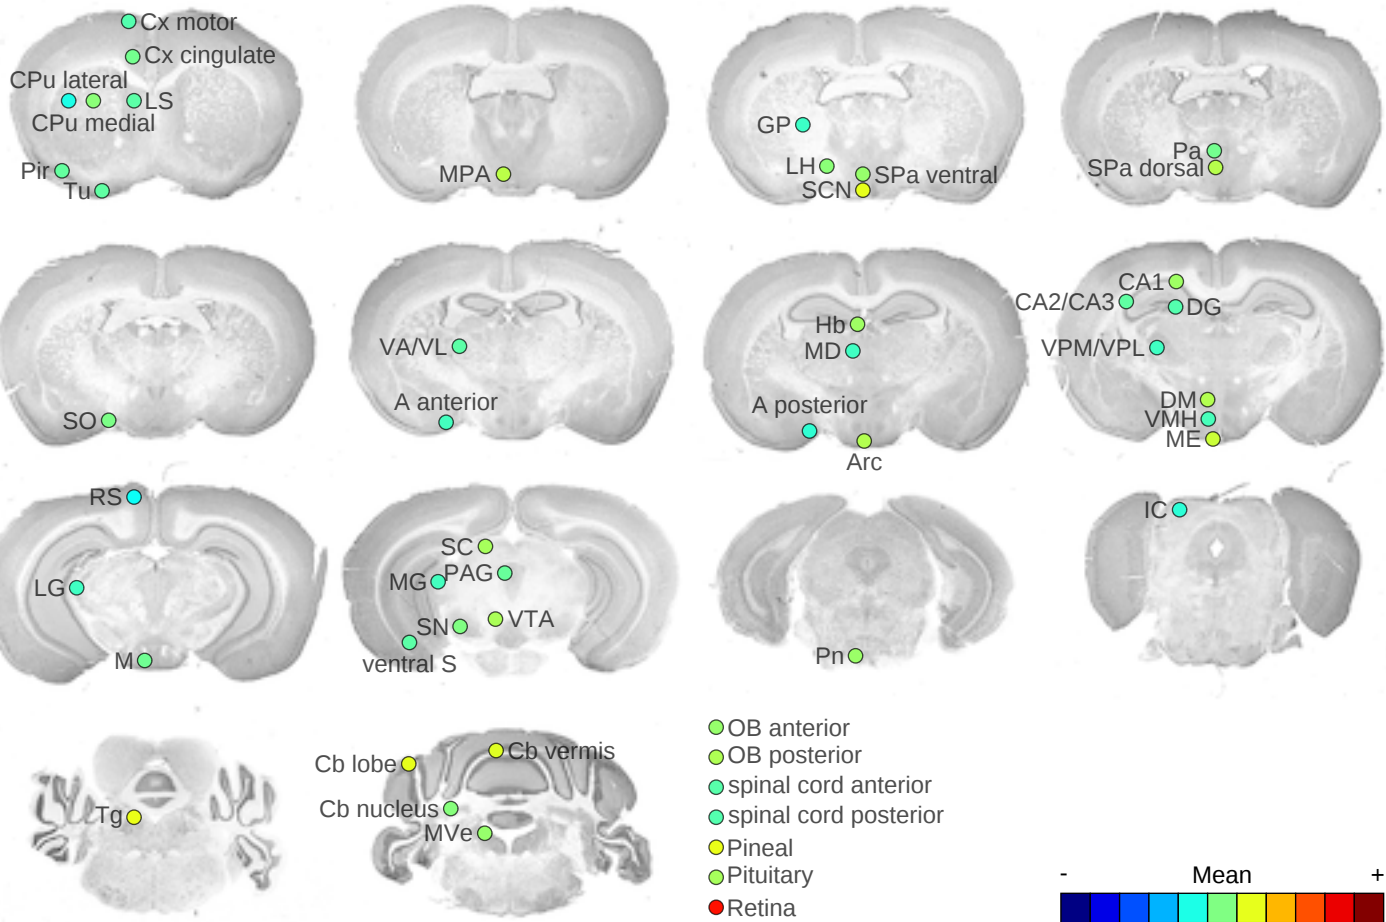 Cx motor
Cx cingulate
CPu lateral
LS
CPu medial
Pir
Tu
MPA
GP
LH
SPa ventral
SCN
Pa
SPa dorsal
SO
VA/VL
A anterior
Hb
MD
A posterior
Arc
CA1
CA2/CA3
DG
VPM/VPL
DM
VMH
ME
RS
LG
M
SC
MG
PAG
SN
VTA
ventral S
Pn
IC
Tg
Cb lobe
Cb vermis
Cb nucleus
MVe
OB anterior
OB posterior
spinal cord anterior
spinal cord posterior
Pineal
Pituitary
Retina
- Mean +